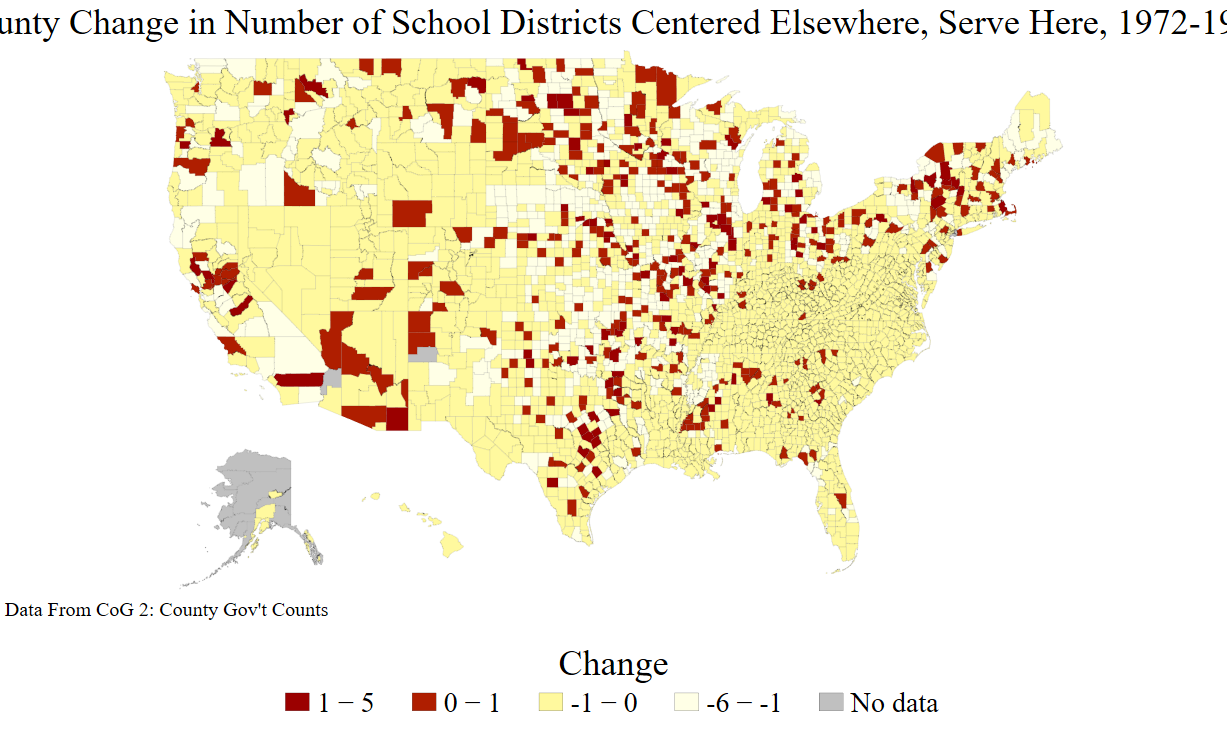 unty Change in Number of School Districts Centered Elsewhere, Serve Here, 1972-19
Data From CoG 2: County Gov't Counts
Change
1 − 5
0 − 1
-1 − 0
-6 − -1
No data